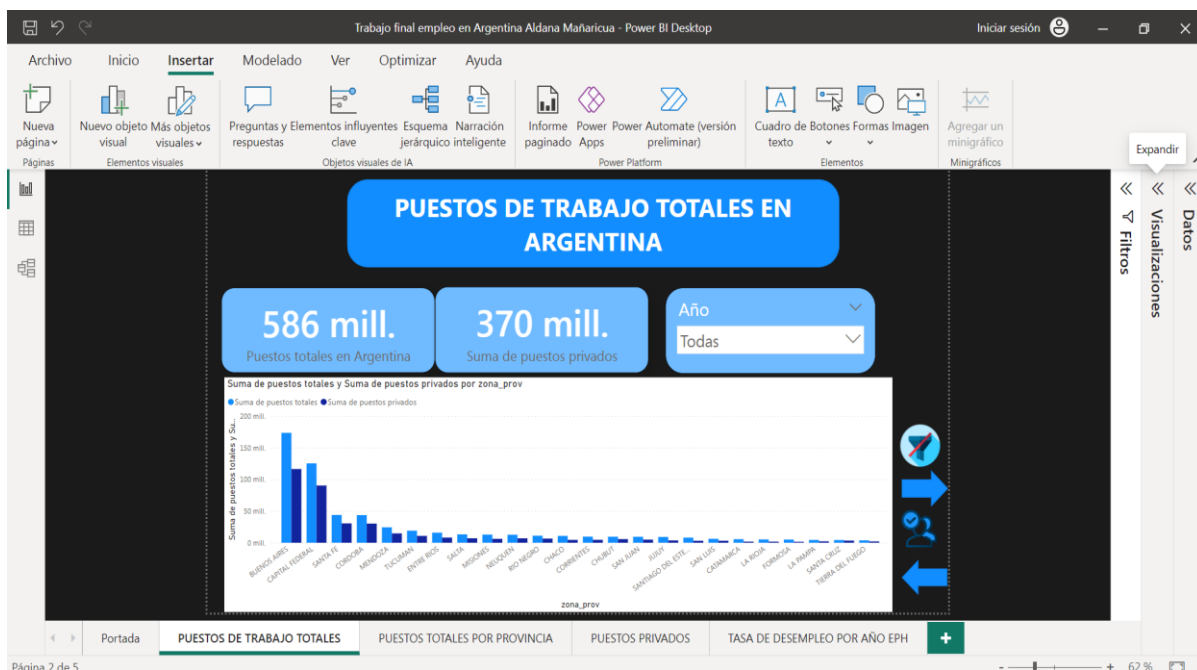 Trabajo final empleo en Argentina Aldana Mañaricua - Power BI Desktop
Iniciar sesión
Archivo Inicio Insertar Modelado Ver Optimizar Ayuda
Nueva página
Nuevo objeto visual
Más objetos visuales
Preguntas y respuestas
Elementos influyentes clave
Esquema jerárquico
Narración inteligente
Informe paginado
Power Apps
Power Automate (versión preliminar)
Cuadro de texto
Botones
Formas
Imagen
Agregar un minigráfico
Páginas
Elementos visuales
Objetos visuales de IA
Power Platform
Elementos
Minigráficos
Expandir
PUESTOS DE TRABAJO TOTALES EN
ARGENTINA
586 mill.
Puestos totales en Argentina
370 mill.
Suma de puestos privados
Año
Todas
Suma de puestos totales y Suma de puestos privados por zona_prov
Suma de puestos totales Suma de puestos privados
Suma de puestos totales y Su...
200 mill.
150 mill.
100 mill.
50 mill.
0 mill.
BUENOS AIRES
CAPITAL FEDERAL
SANTA FE
CORDOBA
MENDOZA
TUCUMAN
ENTRE RIOS
SALTA
MISIONES
NEUQUEN
RIO NEGRO
CHACO
CORRIENTES
CHUBUT
SAN JUAN
JUJUY
SANTIAGO DEL ESTE...
SAN LUIS
CATAMARCA
LA RIOJA
FORMOSA
LA PAMPA
SANTA CRUZ
TIERRA DEL FUEGO
zona_prov
Filtros
Visualizaciones
Datos
Portada
PUESTOS DE TRABAJO TOTALES
PUESTOS TOTALES POR PROVINCIA
PUESTOS PRIVADOS
TASA DE DESEMPLEO POR AÑO EPH
Página 2 de 5
62 %